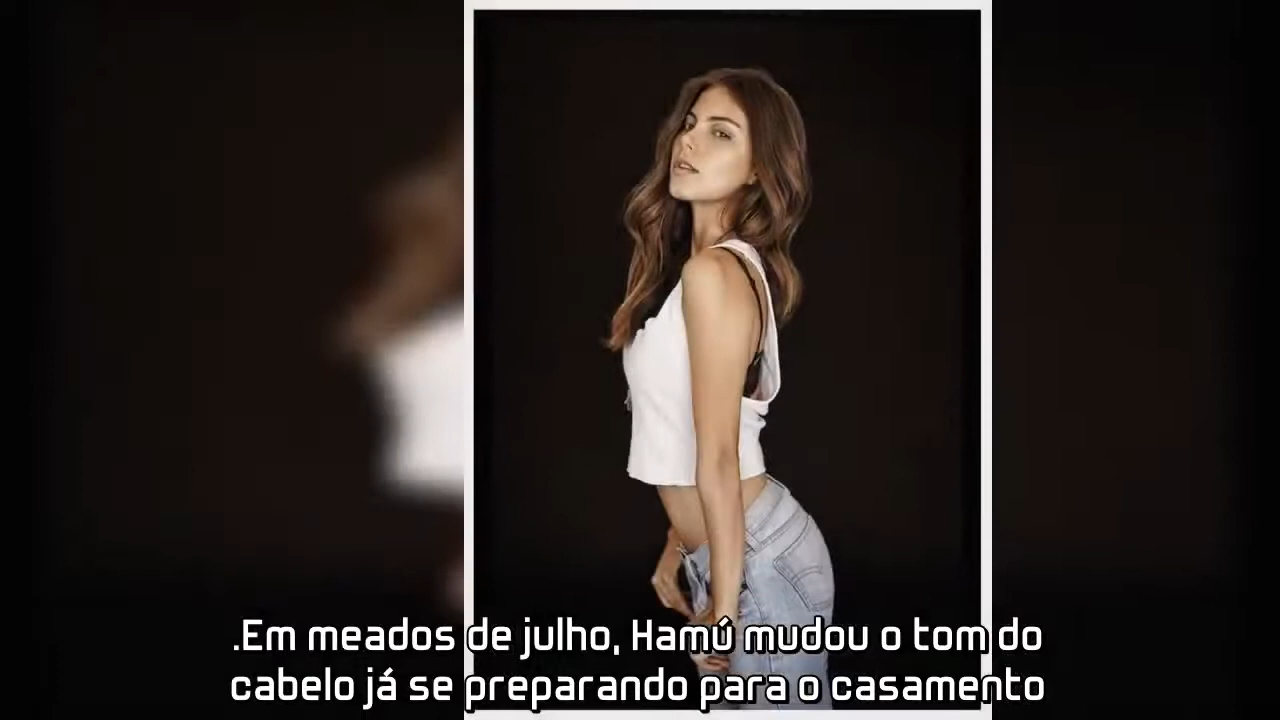 .Em meados de julho, Hamú mudou o tom do
cabelo já se preparando para o casamento